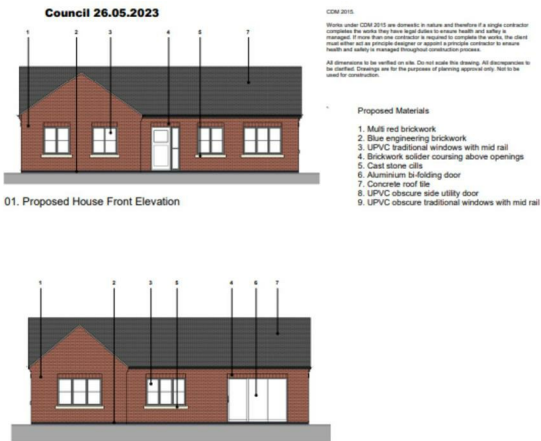 Council 26.05.2023
1 2 3 4 5 7
01. Proposed House Front Elevation
CDM 2015.
Works under CDM 2015 are domestic in nature and therefore if a single contractor
completes the works they have legal duties to ensure health and saftey is
managed. If more than one contractor is required to complete the works, the client
must either act as principle designer or appoint a principle contractor to ensure
health and safety is managed throughout construction process.
All dimensions to be verified on site. Do not scale this drawing. All discrepancies to
be clarified. Drawings are for the purposes of planning approval only. Not to be
used for construction.
Proposed Materials
1. Multi red brickwork
2. Blue engineering brickwork
3. UPVC traditional windows with mid rail
4. Brickwork solider coursing above openings
5. Cast stone cills
6. Aluminium bi-folding door
7. Concrete roof tile
8. UPVC obscure side utility door
9. UPVC obscure traditional windows with mid rail
1 2 3 5 4 6 7